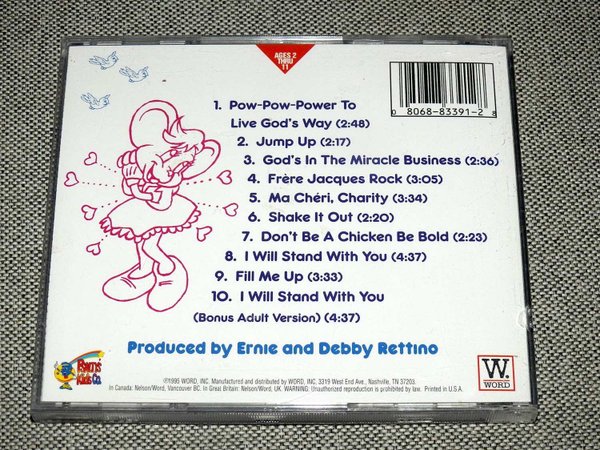 AGES 2
THRU
11
0 8068-83391-2 8
1. Pow-Pow-Power To
Live God's Way (2:48)
2. Jump Up (2:17)
3. God's In The Miracle Business (2:36)
4. Frère Jacques Rock (3:05)
5. Ma Chéri, Charity (3:34)
6. Shake It Out (2:20)
7. Don't Be A Chicken Be Bold (2:23)
8. I Will Stand With You (4:37)
9. Fill Me Up (3:33)
10. I Will Stand With You
(Bonus Adult Version) (4:37)
Produced by Ernie and Debby Rettino
Kids Co.
℗1995 WORD, INC. Manufactured and distributed by WORD, INC. 3319 West End Ave., Nashville, TN 37203.
In Canada: Nelson/Word, Vancouver BC. In Great Britain: Nelson/Word, UK. WARNING: Unauthorized reproduction is prohibited by law. Printed in U.S.A.
W.
WORD